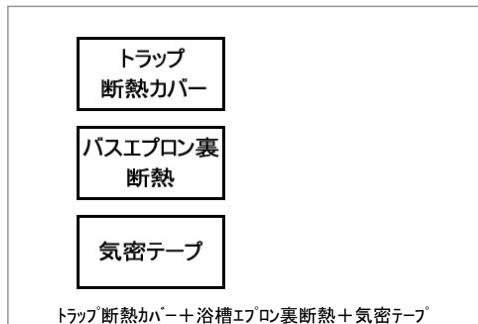 トラップ
断熱カバー
バスエプロン裏
断熱
気密テープ
ﾄﾗｯﾌﾟ断熱ｶﾊﾞｰ＋浴槽ｴﾌﾟﾛﾝ裏断熱＋気密ﾃｰﾌﾟ